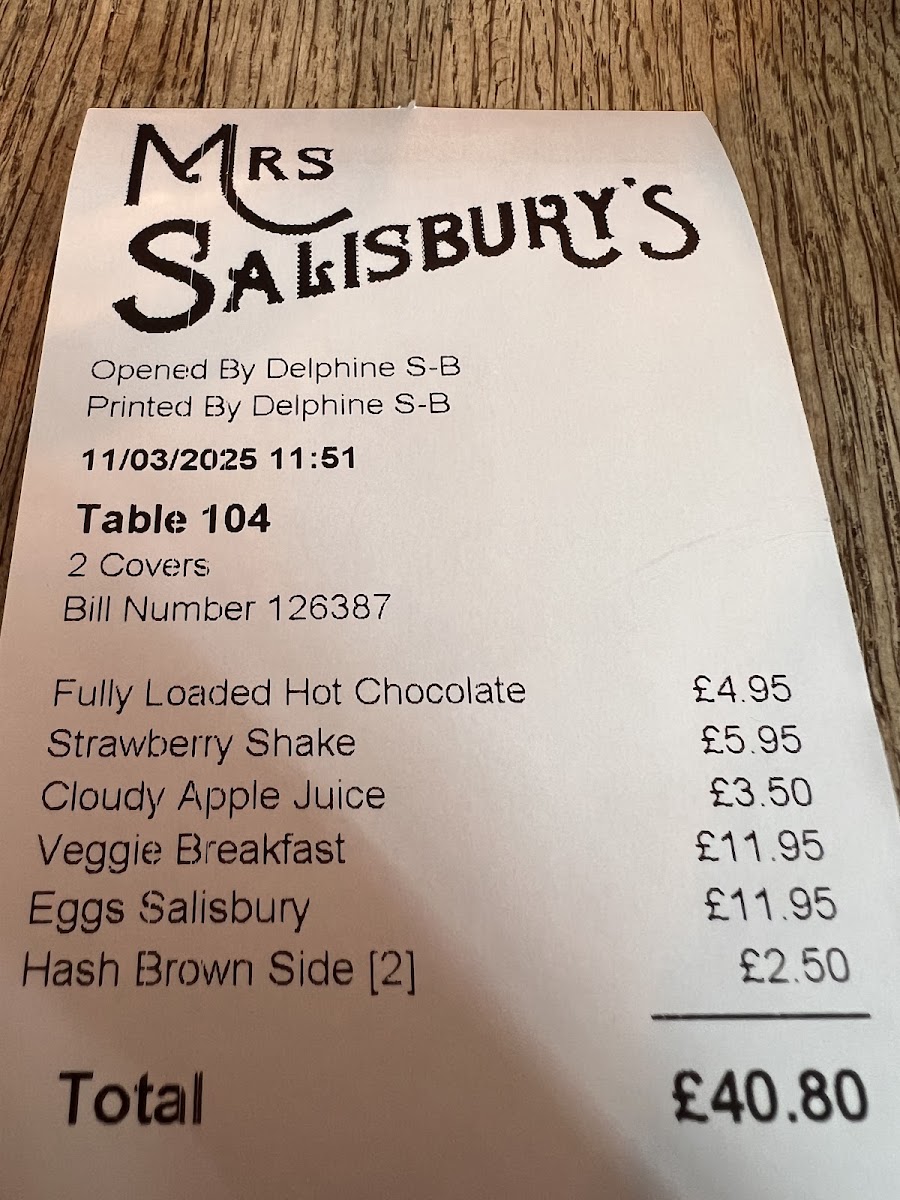 MRS
SALISBURY'S
Opened By Delphine S-B
Printed By Delphine S-B
11/03/2025 11:51
Table 104
2 Covers
Bill Number 126387
Fully Loaded Hot Chocolate £4.95
Strawberry Shake £5.95
Cloudy Apple Juice £3.50
Veggie Breakfast £11.95
Eggs Salisbury £11.95
Hash Brown Side [2] £2.50
Total £40.80